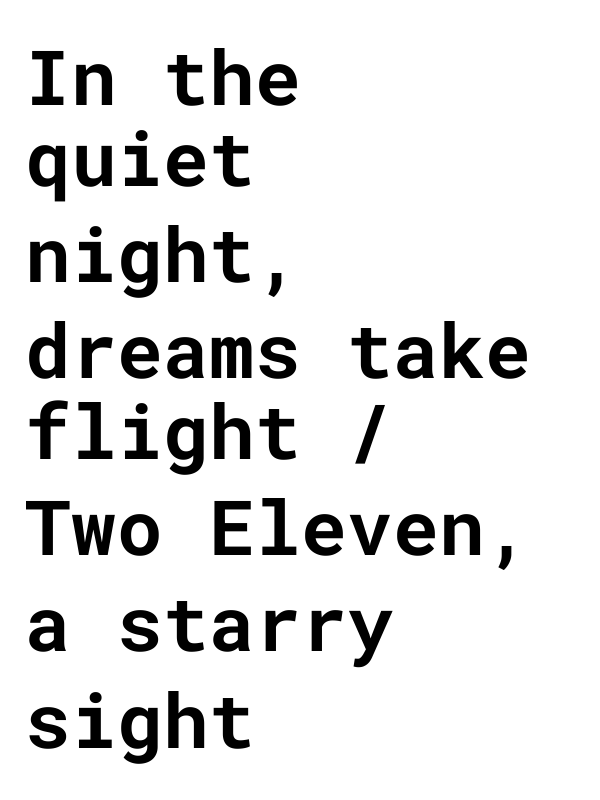 In the
quiet
night,
dreams take
flight /
Two Eleven,
a starry
sight